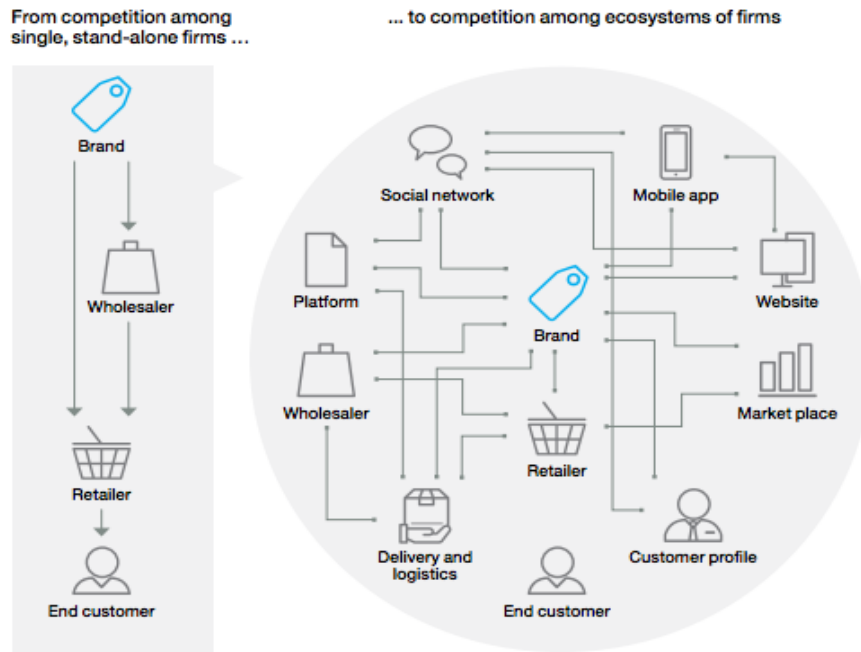 From competition among
single, stand-alone firms ...
... to competition among ecosystems of firms
Brand
Wholesaler
Retailer
End customer
Social network
Mobile app
Platform
Brand
Website
Wholesaler
Retailer
Market place
Delivery and
logistics
End customer
Customer profile